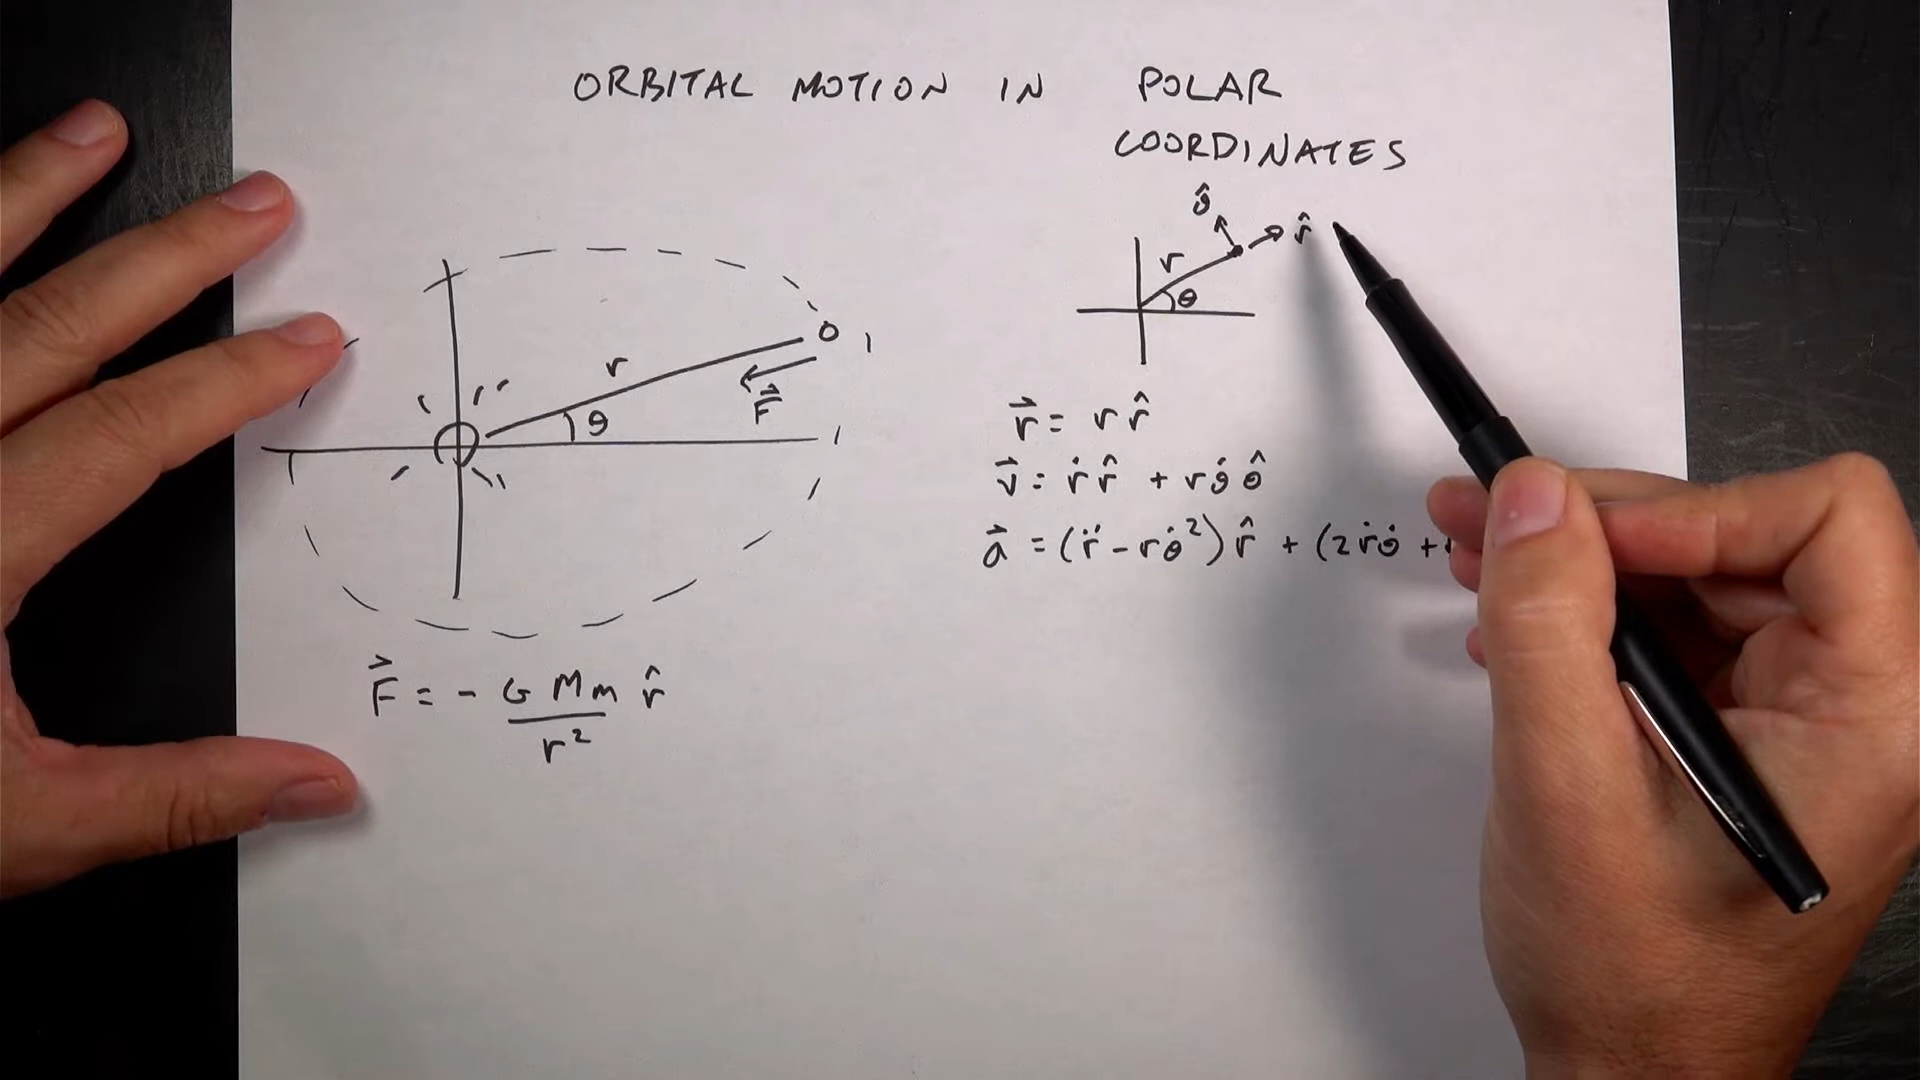 ORBITAL MOTION IN POLAR
COORDINATES
r
θ
F⃗
F⃗ = - G M m r̂
r²
θ̂
r̂
r
θ
r⃗ = r r̂
v⃗ = ṙ r̂ + r θ̇ θ̂
a⃗ = (r̈ - r θ̇²) r̂ + (2 ṙ θ̇ +